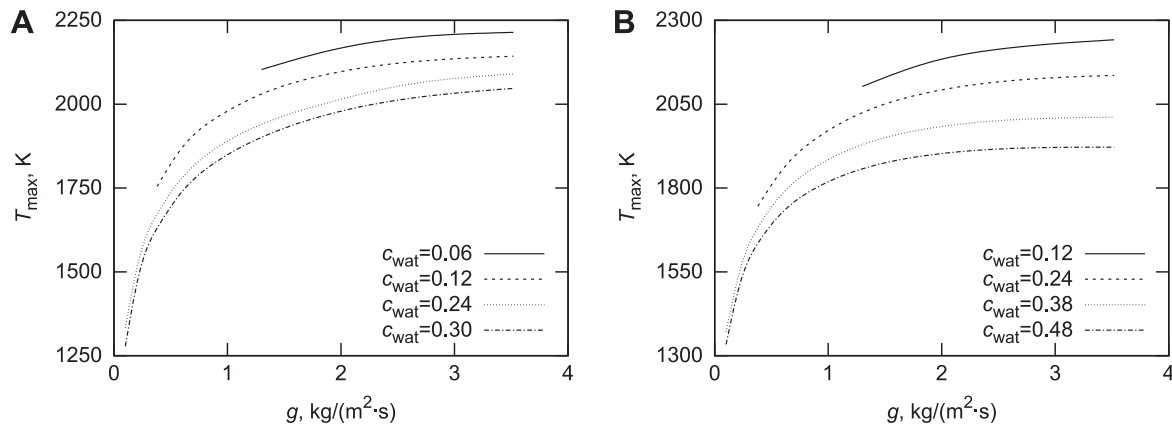 A
2250
2000
1750
1500
1250
T_max, K
c_wat=0.06
c_wat=0.12
c_wat=0.24
c_wat=0.30
0 1 2 3 4
g, kg/(m²·s)
B
2300
2050
1800
1550
1300
T_max, K
c_wat=0.12
c_wat=0.24
c_wat=0.38
c_wat=0.48
0 1 2 3 4
g, kg/(m²·s)